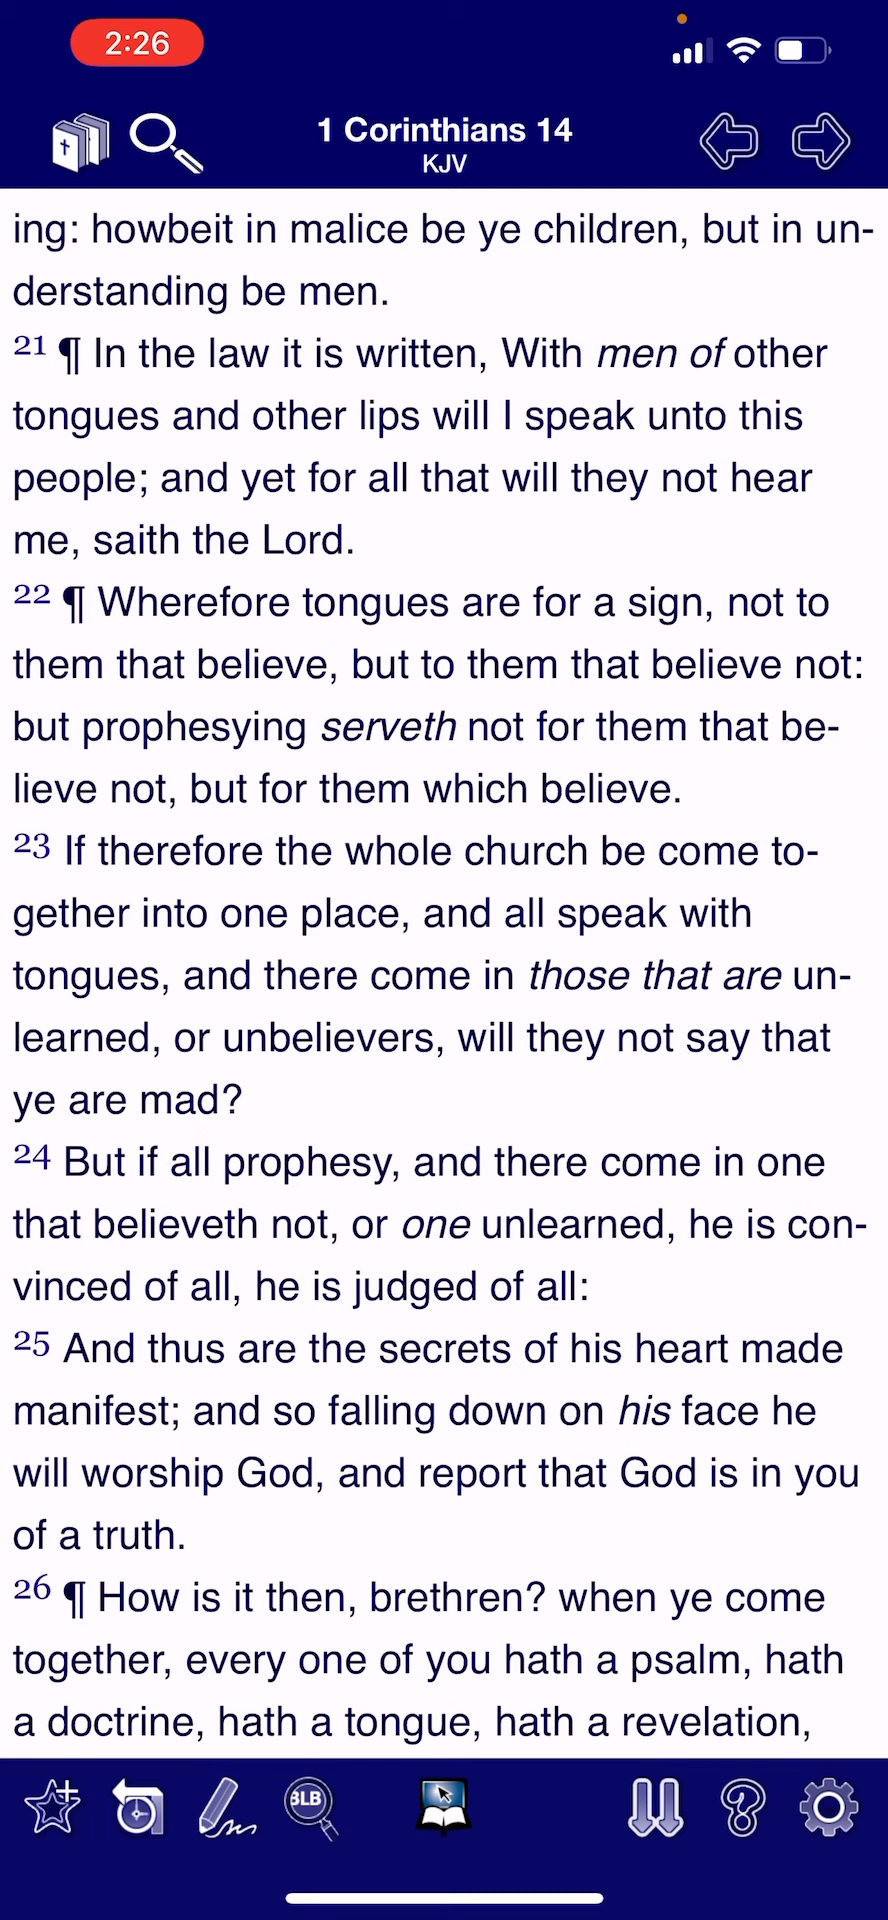 2:26
1 Corinthians 14
KJV
ing: howbeit in malice be ye children, but in un-
derstanding be men.
21 ¶ In the law it is written, With men of other
tongues and other lips will I speak unto this
people; and yet for all that will they not hear
me, saith the Lord.
22 ¶ Wherefore tongues are for a sign, not to
them that believe, but to them that believe not:
but prophesying serveth not for them that be-
lieve not, but for them which believe.
23 If therefore the whole church be come to-
gether into one place, and all speak with
tongues, and there come in those that are un-
learned, or unbelievers, will they not say that
ye are mad?
24 But if all prophesy, and there come in one
that believeth not, or one unlearned, he is con-
vinced of all, he is judged of all:
25 And thus are the secrets of his heart made
manifest; and so falling down on his face he
will worship God, and report that God is in you
of a truth.
26 ¶ How is it then, brethren? when ye come
together, every one of you hath a psalm, hath
a doctrine, hath a tongue, hath a revelation,
BLB